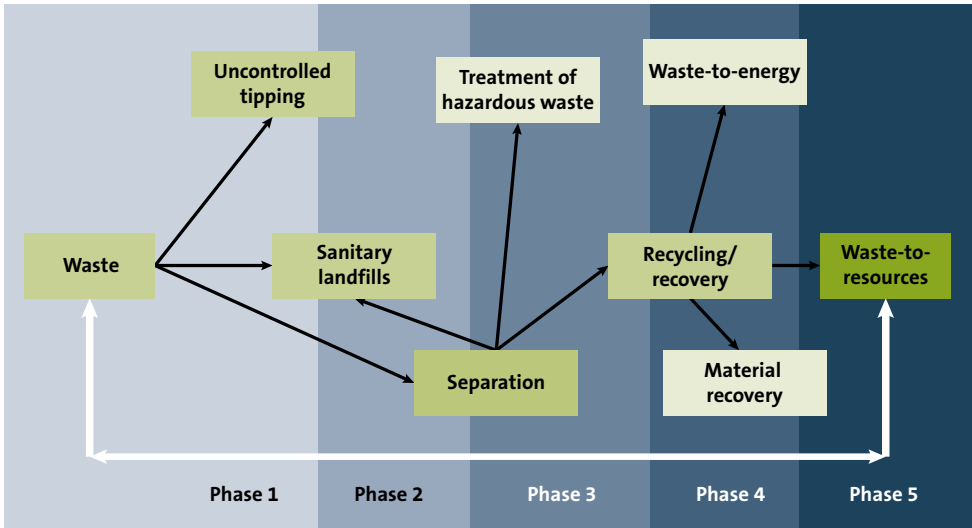 Uncontrolled
tipping
Treatment of
hazardous waste
Waste-to-energy
Waste
Sanitary
landfills
Recycling/
recovery
Waste-to-
resources
Separation
Material
recovery
Phase 1
Phase 2
Phase 3
Phase 4
Phase 5